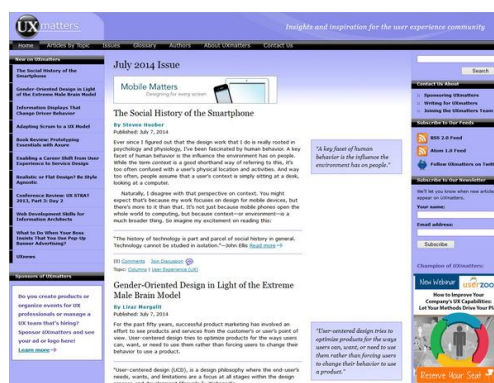 UX matters
Insights and inspiration for the user experience community
Home Articles by Topic Issues Glossary Authors About UXmatters Contact Us
New on UXmatters
The Social History of the
Smartphone
Gender-Oriented Design in Light
of the Extreme Male Brain Model
Information Displays That
Change Driver Behavior
Adapting Scrum to a UX Model
Book Review: Prototyping
Essentials with Axure
Enabling a Career Shift from User
Experience to Service Design
Realistic or Flat Design? Be Style
Agnostic
Conference Review: UX STRAT
2013, Part 3: Day 2
Web Development Skills for
Information Architects
What to Do When Your Boss
Insists That You Use Pop-Up
Banner Advertising?
UXnews
Sponsors of UXmatters
Do you create products or
organize events for UX
professionals or manage a
UX team that's hiring?
Sponsor UXmatters and see
your ad or logo here!
Learn more
July 2014 Issue
Mobile Matters
Designing for every screen
The Social History of the Smartphone
By Steven Hoober
Published: July 7, 2014
Ever since I figured out that the design work that I do is really rooted in
psychology and physiology, I've been fascinated by human behavior. A key
facet of human behavior is the influence the environment has on people.
While the term context is a good shorthand way of referring to this, it's
too often confused with a user's physical location and activities. And way
too often, people assume that a user's context is simply sitting at a desk,
looking at a computer.
Naturally, I disagree with that perspective on context. You might
expect that's because my work focuses on design for mobile devices, but
there's more to it than that. It's not just because mobile phones open the
whole world to computing, but because context—or environment—is a
much broader thing. So imagine my excitement on reading this:
"The history of technology is part and parcel of social history in general.
Technology cannot be studied in isolation."—John Ellis Read more
(0) Comments Join Discussion
Topic: Columns | User Experience (UX)
"A key facet of human
behavior is the influence the
environment has on people."
Gender-Oriented Design in Light of the Extreme
Male Brain Model
By Liraz Margalit
Published: July 7, 2014
For the past fifty years, successful product marketing has involved an
effort to see products and services from the customer's or user's point of
view. User-centered design tries to optimize products for the ways users
can, want, or need to use them rather than forcing users to change their
behavior to use a product.
"User-centered design (UCD), is a design philosophy where the end-user's
needs, wants, and limitations are a focus at all stages within the design
"User-centered design tries to
optimize products for the ways
users can, want, or need to use
them rather than forcing users
to change their behavior to use
a product."
Search
Contact Us About
Sponsoring UXmatters
Writing for UXmatters
Joining the UXmatters Team
Subscribe to Our Feeds
RSS 2.0 Feed
Atom 1.0 Feed
Follow UXmatters on Twitt
Subscribe to Our Newsletter
We'll let you know when new article
appear on UXmatters.
Your name:
Email address:
Subscribe
Champion of UXmatters:
New Webinar userzoo
How to Improve Your
Company's UX Capabilities:
Let Your Methods Drive Your Pl
Reserve Your Seat